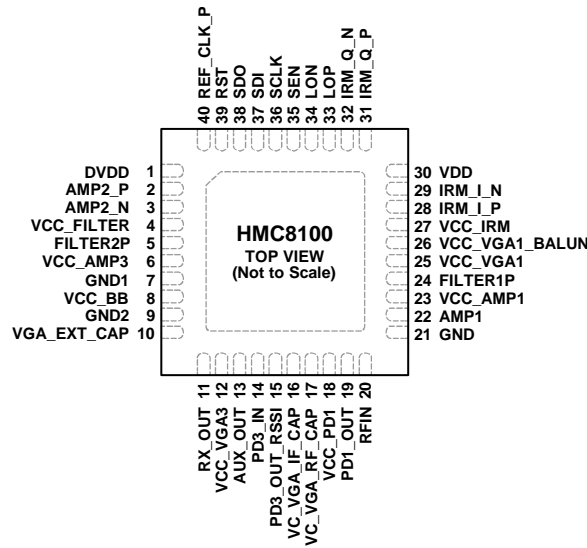 40 REF_CLK_P
39 RST
38 SDO
37 SDI
36 SCLK
35 SEN
34 LON
33 LOP
32 IRM_Q_N
31 IRM_Q_P
DVDD 1
AMP2_P 2
AMP2_N 3
VCC_FILTER 4
FILTER2P 5
VCC_AMP3 6
GND1 7
VCC_BB 8
GND2 9
VGA_EXT_CAP 10
HMC8100
TOP VIEW
(Not to Scale)
30 VDD
29 IRM_I_N
28 IRM_I_P
27 VCC_IRM
26 VCC_VGA1_BALUN
25 VCC_VGA1
24 FILTER1P
23 VCC_AMP1
22 AMP1
21 GND
RX_OUT 11
VCC_VGA3 12
AUX_OUT 13
PD3_IN 14
PD3_OUT_RSSI 15
VC_VGA_IF_CAP 16
VC_VGA_RF_CAP 17
VCC_PD1 18
PD1_OUT 19
RFIN 20